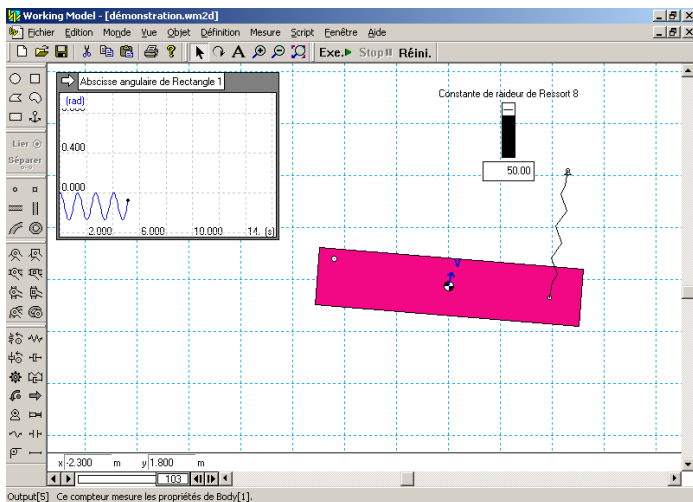 Working Model - [démonstration.wm2d]
Fichier Edition Monde Vue Objet Définition Mesure Script Fenêtre Aide
A Exe. Stop Réini.
Abscisse angulaire de Rectangle 1
(rad)
0.400
0.000
2.000 6.000 10.000 14. (s)
Constante de raideur de Ressort 8
50.00
Lier
Séparer
V
x -2.300 m y 1.800 m
103
Output[5] Ce compteur mesure les propriétés de Body[1].